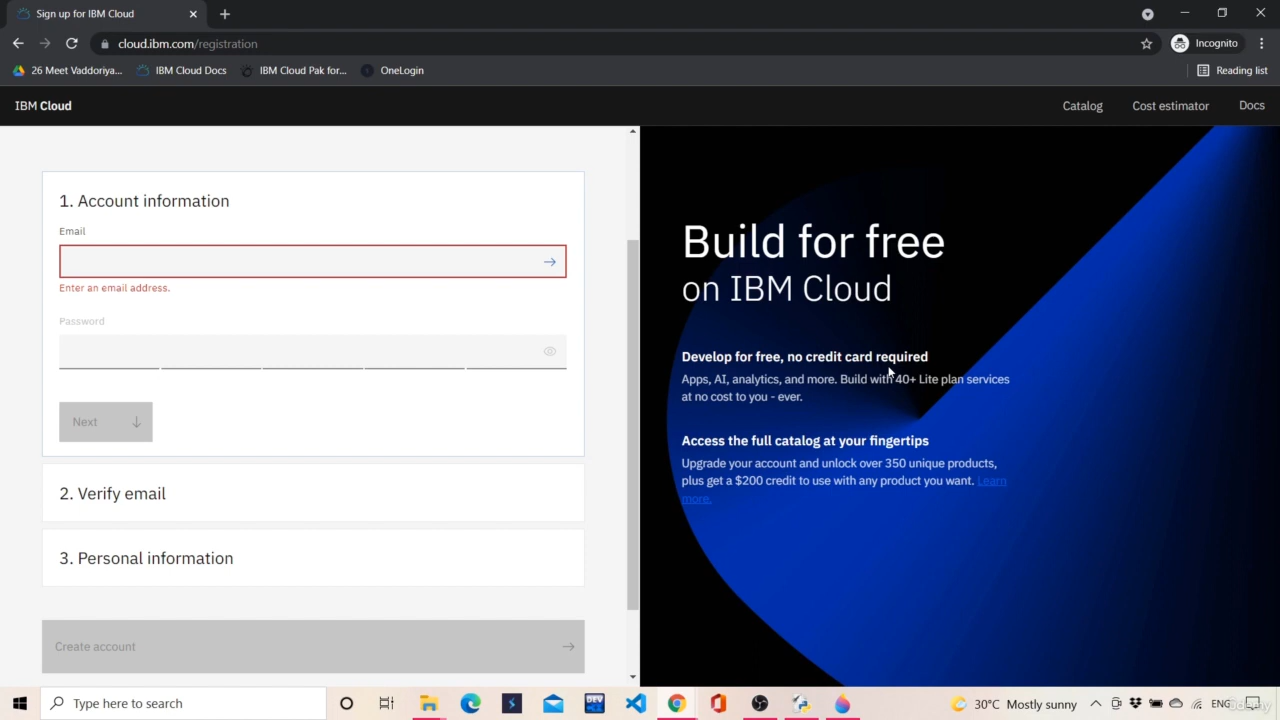 Sign up for IBM Cloud
cloud.ibm.com/registration
Incognito
26 Meet Vaddoriya...
IBM Cloud Docs
IBM Cloud Pak for...
OneLogin
Reading list
IBM Cloud
Catalog
Cost estimator
Docs
1. Account information
Email
Enter an email address.
Password
Next
2. Verify email
3. Personal information
Create account
Build for free
on IBM Cloud
Develop for free, no credit card required
Apps, AI, analytics, and more. Build with 40+ Lite plan services
at no cost to you - ever.
Access the full catalog at your fingertips
Upgrade your account and unlock over 350 unique products,
plus get a $200 credit to use with any product you want. Learn
more.
Type here to search
DEV
30°C Mostly sunny
ENG
Udemy